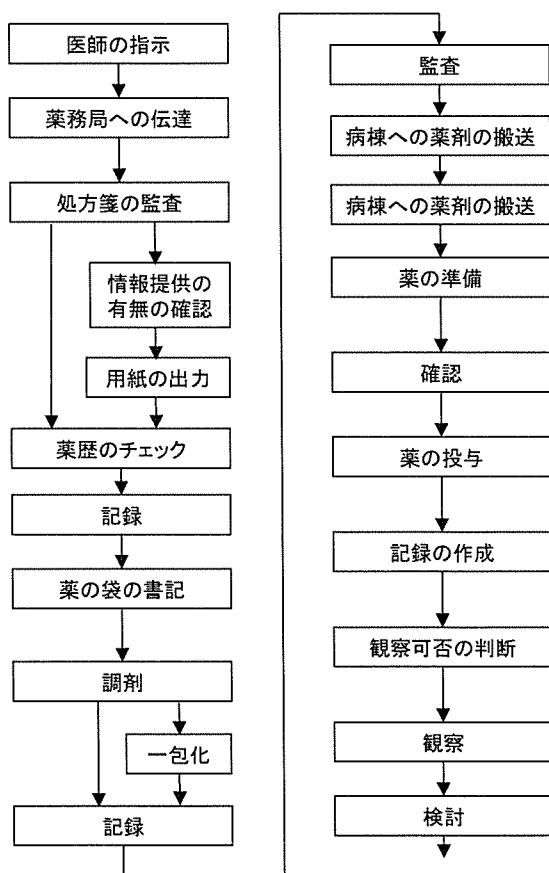 医師の指示
薬務局への伝達
処方箋の監査
情報提供の
有無の確認
用紙の出力
薬歴のチェック
記録
薬の袋の書記
調剤
一包化
記録
監査
病棟への薬剤の搬送
病棟への薬剤の搬送
薬の準備
確認
薬の投与
記録の作成
観察可否の判断
観察
検討